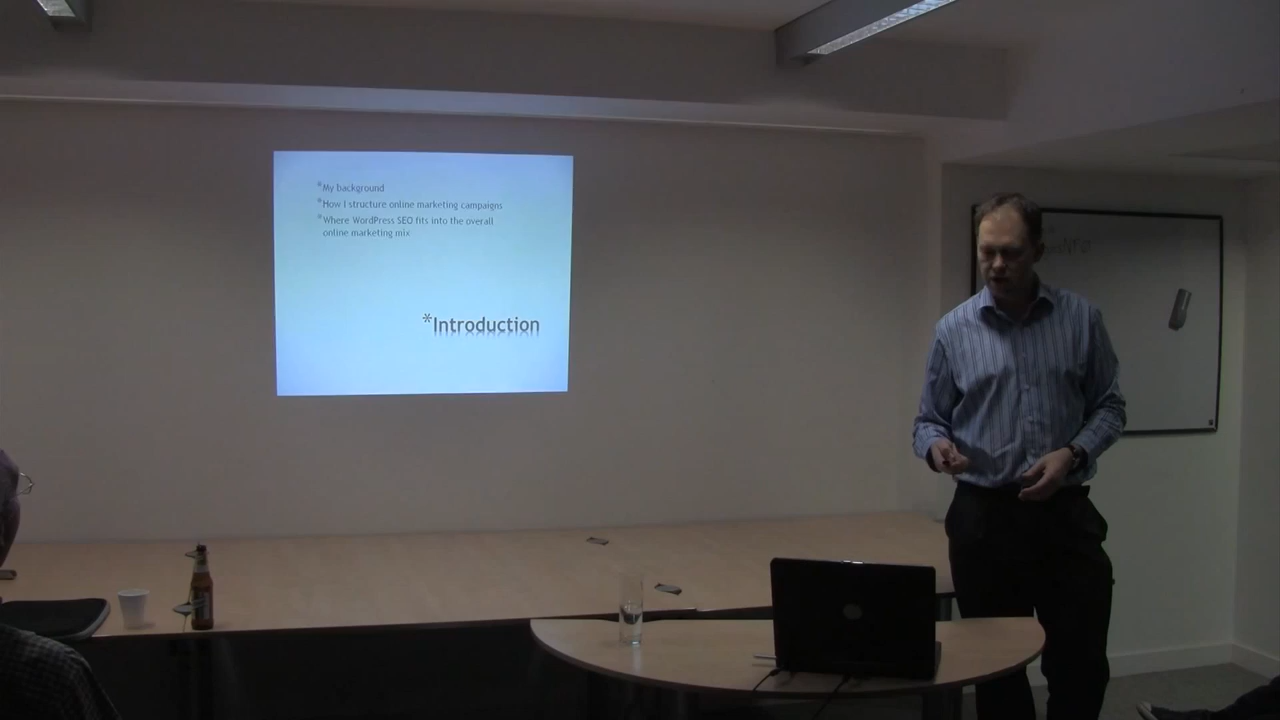 *My background
*How I structure online marketing campaigns
*Where WordPress SEO fits into the overall
online marketing mix
*Introduction